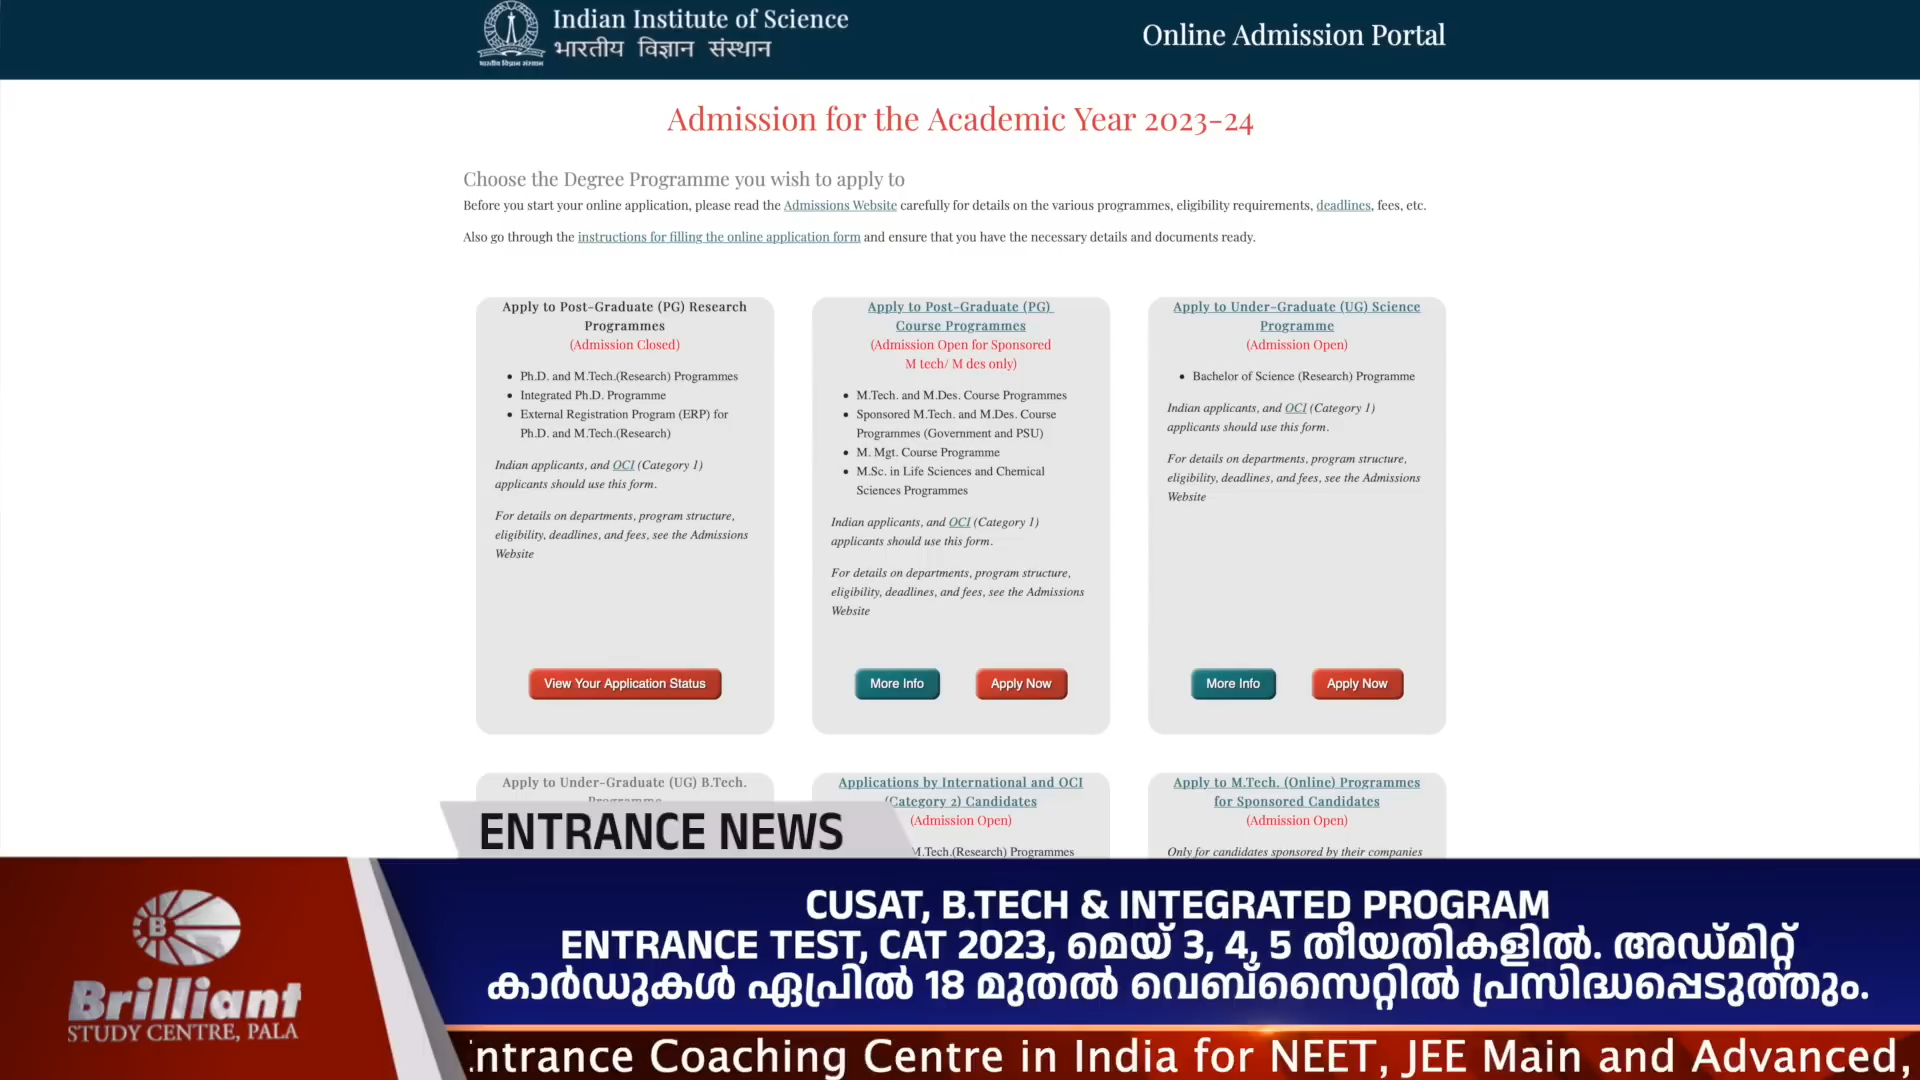 Indian Institute of Science
भारतीय विज्ञान संस्थान
Online Admission Portal
Admission for the Academic Year 2023-24
Choose the Degree Programme you wish to apply to
Before you start your online application, please read the Admissions Website carefully for details on the various programmes, eligibility requirements, deadlines, fees, etc.
Also go through the instructions for filling the online application form and ensure that you have the necessary details and documents ready.
Apply to Post-Graduate (PG) Research
Programmes
(Admission Closed)
Ph.D. and M.Tech.(Research) Programmes
Integrated Ph.D. Programme
External Registration Program (ERP) for
Ph.D. and M.Tech.(Research)
Indian applicants, and OCI (Category 1)
applicants should use this form.
For details on departments, program structure,
eligibility, deadlines, and fees, see the Admissions
Website
View Your Application Status
Apply to Post-Graduate (PG)
Course Programmes
(Admission Open for Sponsored
M tech/ M des only)
M.Tech. and M.Des. Course Programmes
Sponsored M.Tech. and M.Des. Course
Programmes (Government and PSU)
M. Mgt. Course Programme
M.Sc. in Life Sciences and Chemical
Sciences Programmes
Indian applicants, and OCI (Category 1)
applicants should use this form.
For details on departments, program structure,
eligibility, deadlines, and fees, see the Admissions
Website
More Info
Apply Now
Apply to Under-Graduate (UG) Science
Programme
(Admission Open)
Bachelor of Science (Research) Programme
Indian applicants, and OCI (Category 1)
applicants should use this form.
For details on departments, program structure,
eligibility, deadlines, and fees, see the Admissions
Website
More Info
Apply Now
Apply to Under-Graduate (UG) B.Tech.
Programme
Applications by International and OCI
(Category 2) Candidates
(Admission Open)
M.Tech.(Research) Programmes
Apply to M.Tech. (Online) Programmes
for Sponsored Candidates
(Admission Open)
Only for candidates sponsored by their companies
ENTRANCE NEWS
B
Brilliant
STUDY CENTRE, PALA
CUSAT, B.TECH & INTEGRATED PROGRAM
ENTRANCE TEST, CAT 2023, മെയ് 3, 4, 5 തീയതികളിൽ. അഡ്മിറ്റ്
കാർഡുകൾ ഏപ്രിൽ 18 മുതൽ വെബ്സൈറ്റിൽ പ്രസിദ്ധപ്പെടുത്തും.
Coaching Centre in India for NEET, JEE Main and Advanced,